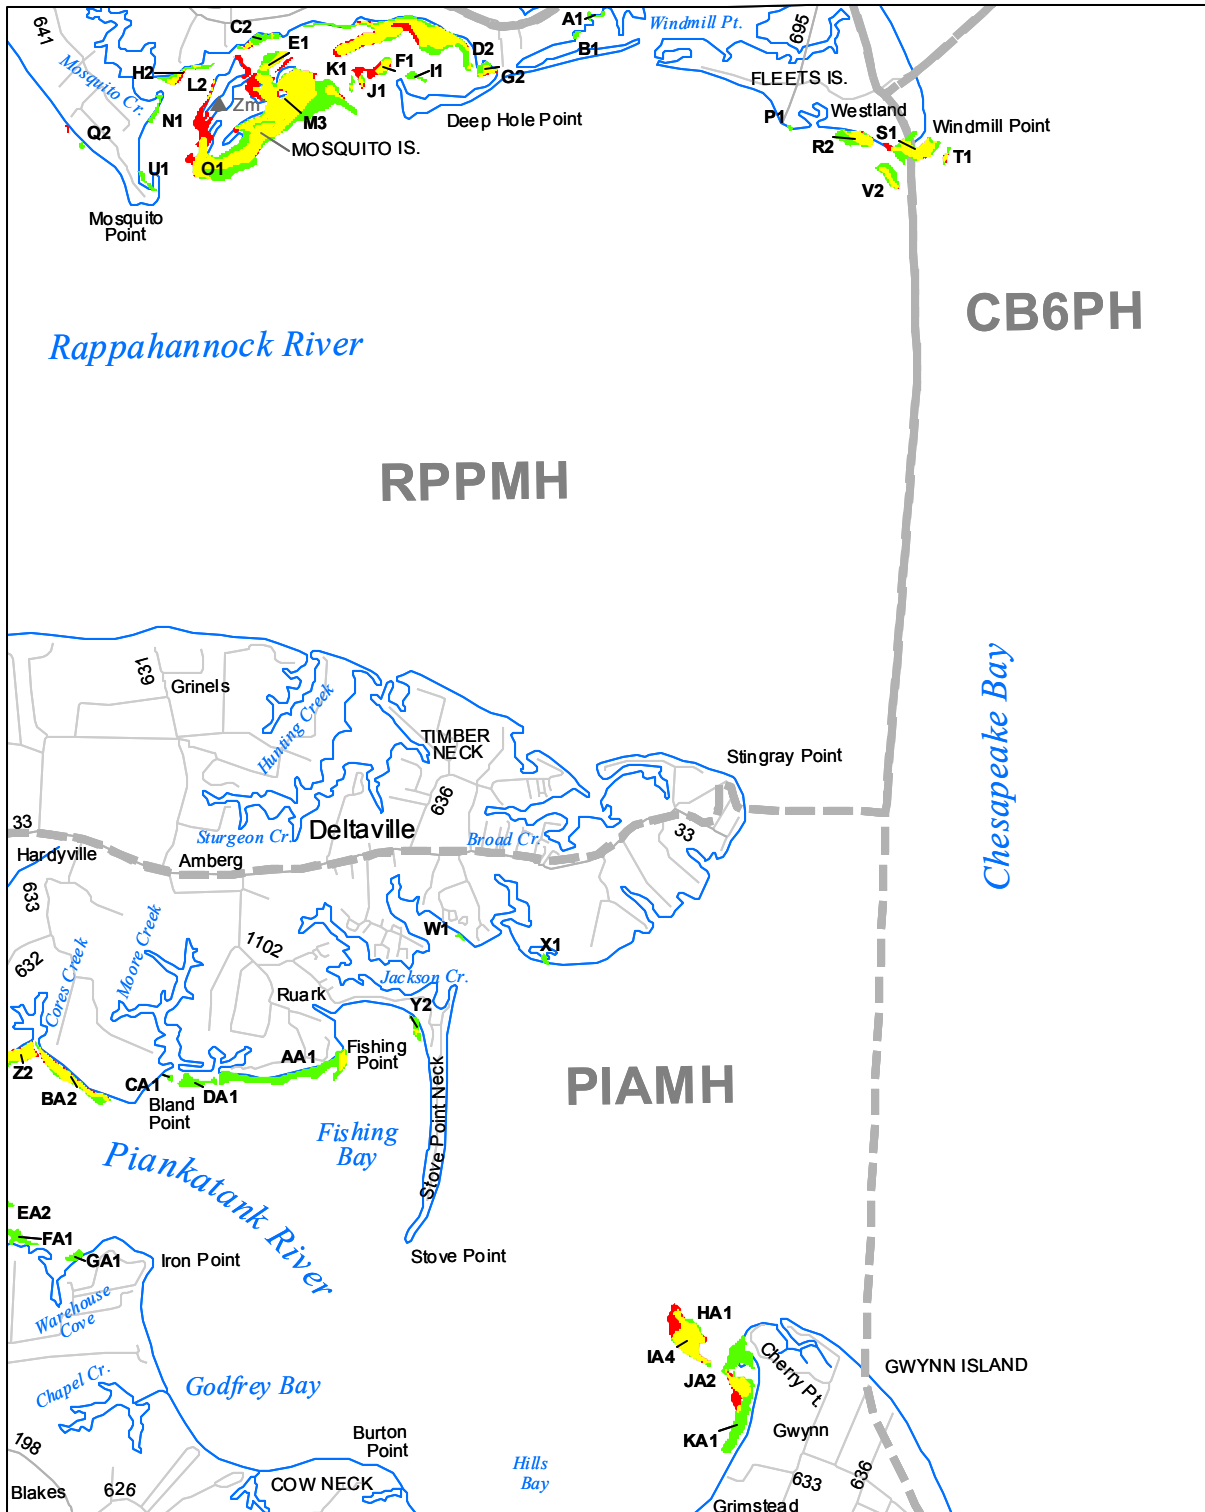 641
C2
A1
Windmill Pt.
695
E1
D2
B1
Mosquito Cr.
H2
L2
K1
F1
I1
G2
FLEETS IS.
J1
Zm
N1
M3
Deep Hole Point
P1
Westland
Q2
MOSQUITO IS.
R2
S1
Windmill Point
T1
U1
O1
V2
Mosquito
Point
CB6PH
Rappahannock River
RPPMH
631
Grinels
Hunting Creek
TIMBER
NECK
Stingray Point
Chesapeake Bay
636
33
Sturgeon Cr.
Deltaville
Broad Cr.
33
Hardyville
Amberg
633
Moore Creek
1102
W1
X1
632
Cores Creek
Jackson Cr.
Ruark
Y2
AA1
Fishing
Point
Z2
BA2
CA1
DA1
Bland
Point
PIAMH
Stove Point Neck
Fishing
Bay
Piankatank River
EA2
FA1
GA1
Iron Point
Stove Point
Warehouse
Cove
HA1
IA4
Cherry Pt.
GWYNN ISLAND
JA2
Chapel Cr.
Godfrey Bay
KA1
Gwynn
Burton
Point
198
Hills
Bay
633
636
Blakes
626
COW NECK
Grimstead